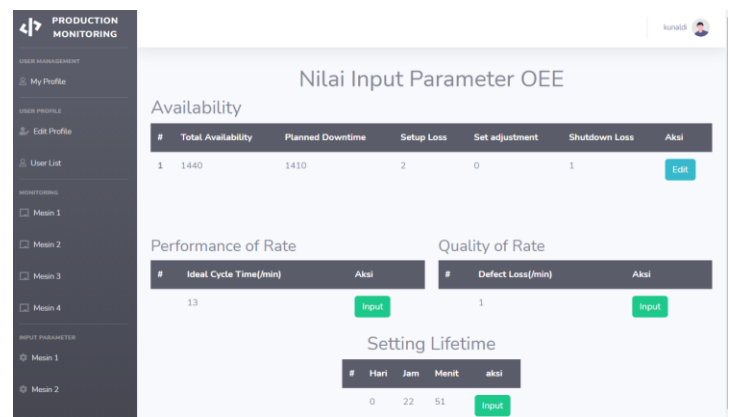 PRODUCTION
MONITORING
kunaldi
USER MANAGEMENT
My Profile
USER PROFILE
Edit Profile
User List
MONITORING
Mesin 1
Mesin 2
Mesin 3
Mesin 4
INPUT PARAMETER
Mesin 1
Mesin 2
Nilai Input Parameter OEE
Availability
# Total Availability Planned Downtime Setup Loss Set adjustment Shutdown Loss Aksi
1 1440 1410 2 0 1 Edit
Performance of Rate
# Ideal Cycle Time(/min) Aksi
13 Input
Quality of Rate
# Defect Loss(/min) Aksi
1 Input
Setting Lifetime
# Hari Jam Menit aksi
0 22 51 Input